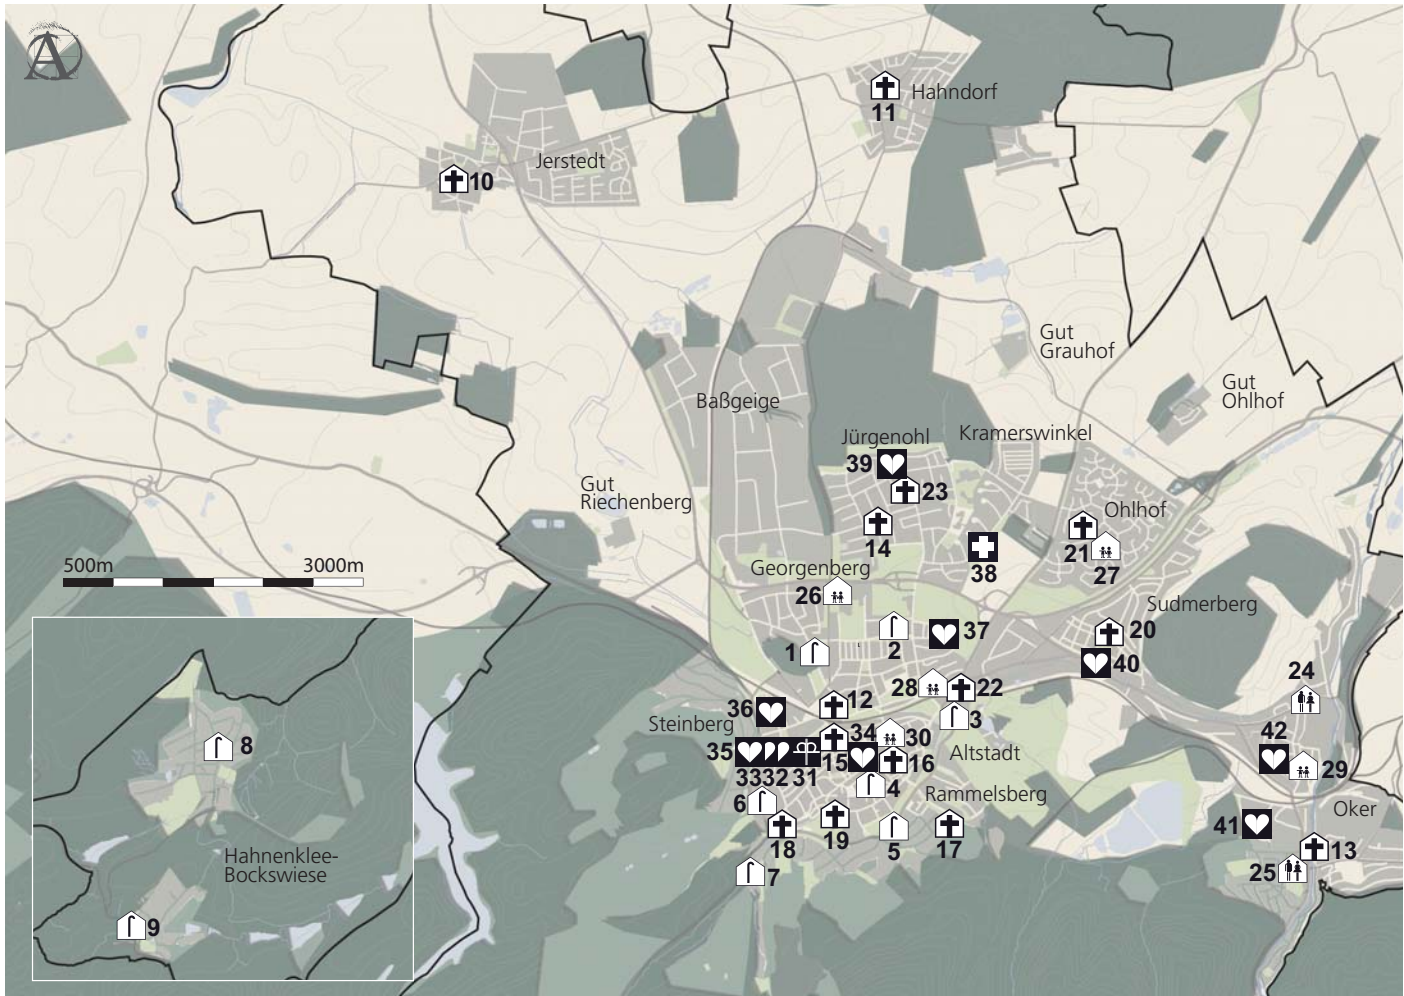 A
Hahndorf
11
Jerstedt
10
Gut
Grauhof
Gut
Ohlhof
Baßgeige
Jürgenohl
Kramerswinkel
39
23
Gut
Riechenberg
14
Ohlhof
21
27
38
500m
3000m
Georgenberg
26
Sudmerberg
20
37
1
2
40
24
28
22
12
36
3
Steinberg
34
30
42
Altstadt
35
15
16
29
33
32
31
4
Rammelsberg
6
Oker
41
19
18
5
17
13
25
7
8
Hahnenklee-
Bockswiese
9